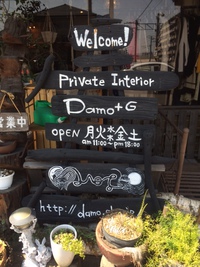 Welcome!
Private Interior
Damo+G
営業中
OPEN 月火木金土
am 11:00~pm 18:00
http://damo.